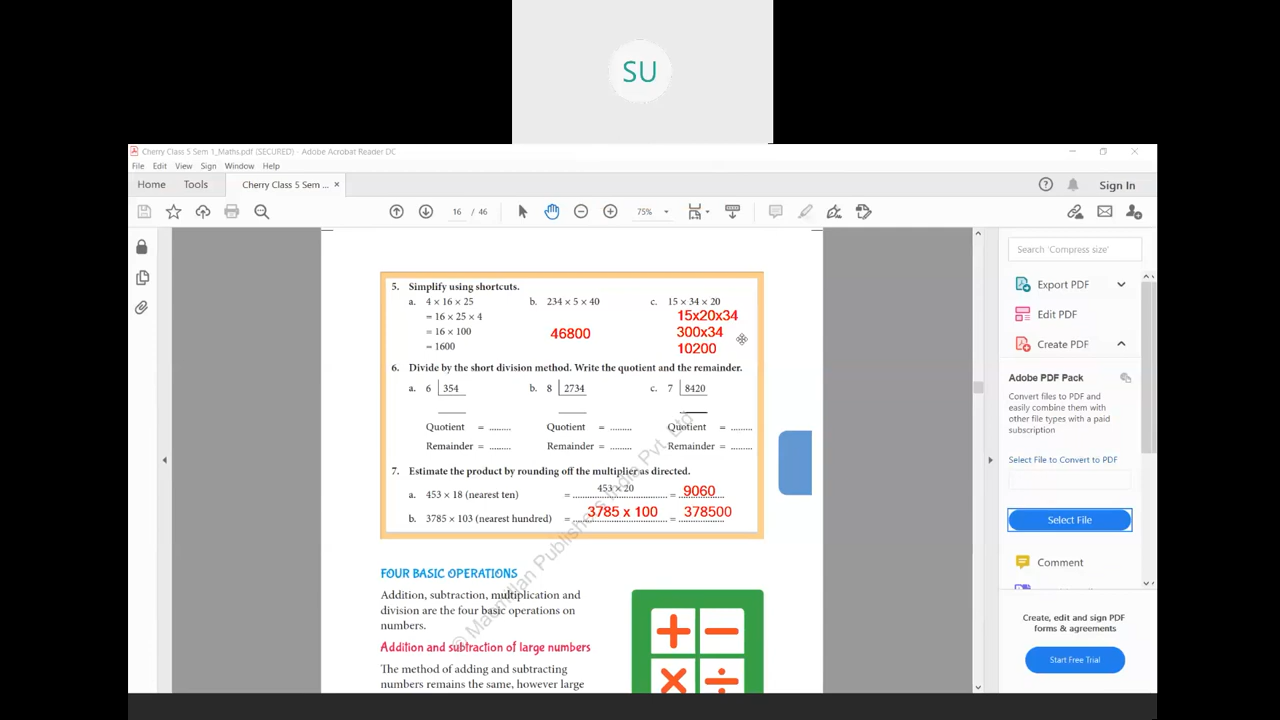 SU
Cherry Class 5 Sem 1_Maths.pdf (SECURED) - Adobe Acrobat Reader DC
File Edit View Sign Window Help
Home Tools Cherry Class 5 Sem ... × Sign In
16 / 46 75%
Search 'Compress size'
Export PDF
Edit PDF
Create PDF
Adobe PDF Pack
Convert files to PDF and
easily combine them with
other file types with a paid
subscription
Select File to Convert to PDF
Select File
Comment
Create, edit and sign PDF
forms & agreements
Start Free Trial
5. Simplify using shortcuts.
a. 4 × 16 × 25 b. 234 × 5 × 40 c. 15 × 34 × 20
= 16 × 25 × 4 15x20x34
= 16 × 100 46800 300x34
= 1600 10200
6. Divide by the short division method. Write the quotient and the remainder.
a. 6 354 b. 8 2734 c. 7 8420
Quotient = ......... Quotient = ......... Quotient = .........
Remainder = ......... Remainder = ......... Remainder = .........
7. Estimate the product by rounding off the multiplier as directed.
a. 453 × 18 (nearest ten) = 453 × 20 = 9060
b. 3785 × 103 (nearest hundred) = 3785 x 100 = 378500
FOUR BASIC OPERATIONS
Addition, subtraction, multiplication and
division are the four basic operations on
numbers.
Addition and subtraction of large numbers
The method of adding and subtracting
numbers remains the same, however large
+ −
× ÷
© Macmillan Publishers India Pvt. Ltd